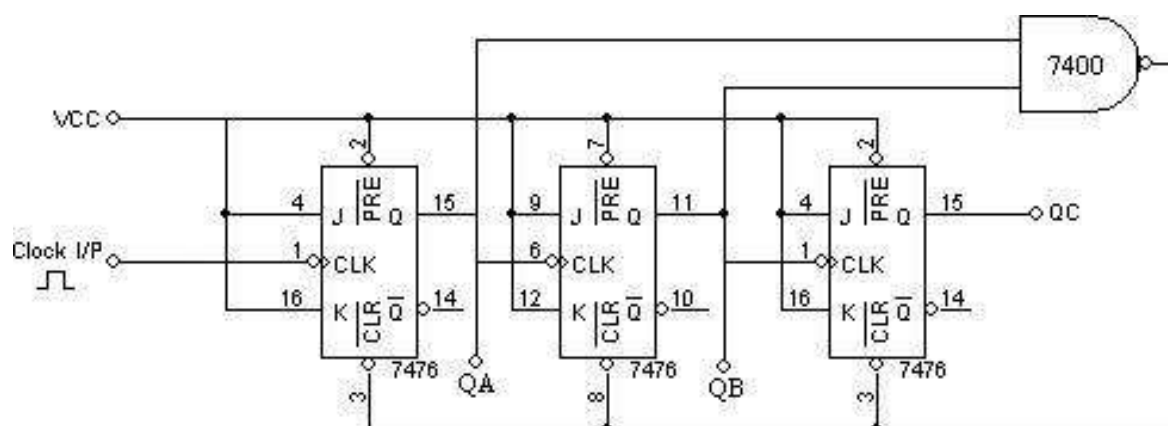 7400
VCC
2 7 2
4 J PRE Q 15 9 J PRE Q 11 4 J PRE Q 15 QC
Clock I/P 1 CLK 6 CLK 1 CLK
16 K CLR Q 14 12 K CLR Q 10 16 K CLR Q 14
7476 7476 7476
3 QA 8 QB 3